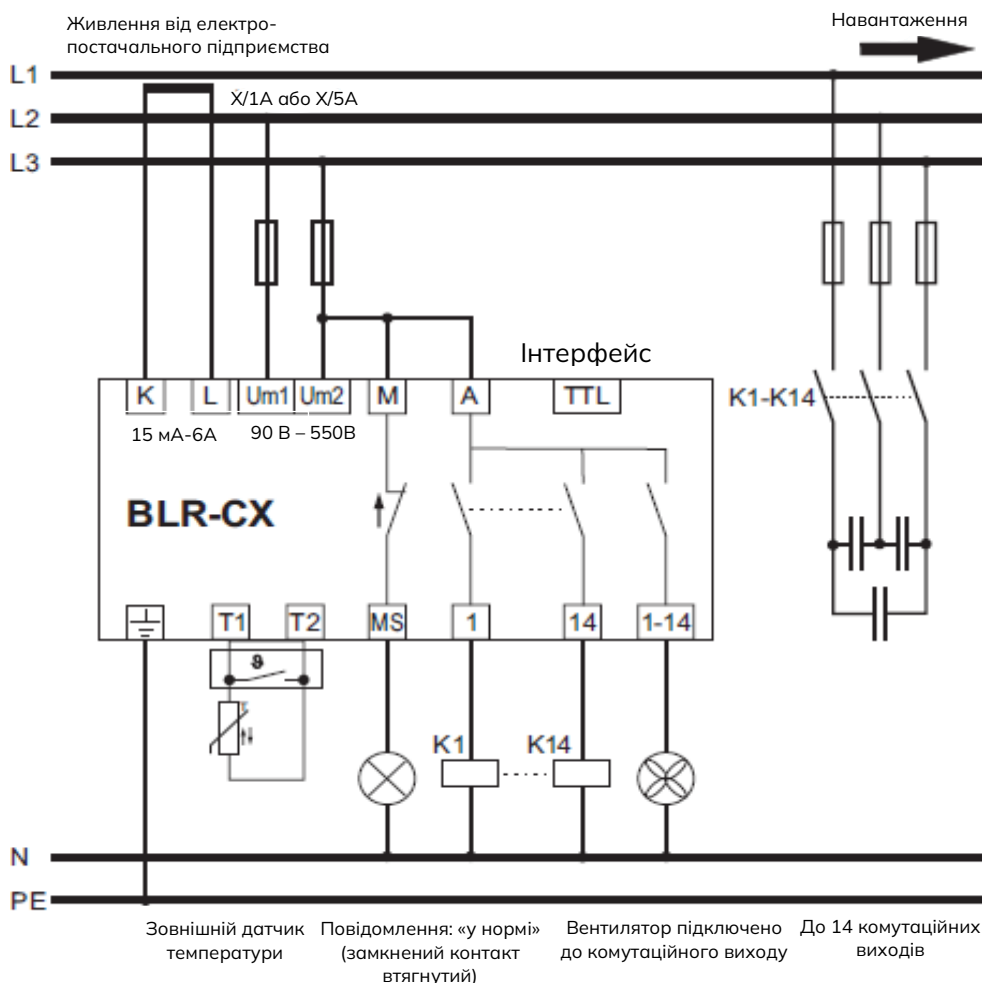 Живлення від електро-
постачального підприємства
Навантаження
L1
X/1А або X/5А
L2
L3
Інтерфейс
K L Um1 Um2 M A TTL
K1-K14
15 мА-6А 90 В – 550В
BLR-CX
T1 T2 MS 1 14 1-14
ϑ
K1 K14
N
PE
Зовнішній датчик
температури
Повідомлення: «у нормі»
(замкнений контакт
втягнутий)
Вентилятор підключено
до комутаційного виходу
До 14 комутаційних
виходів